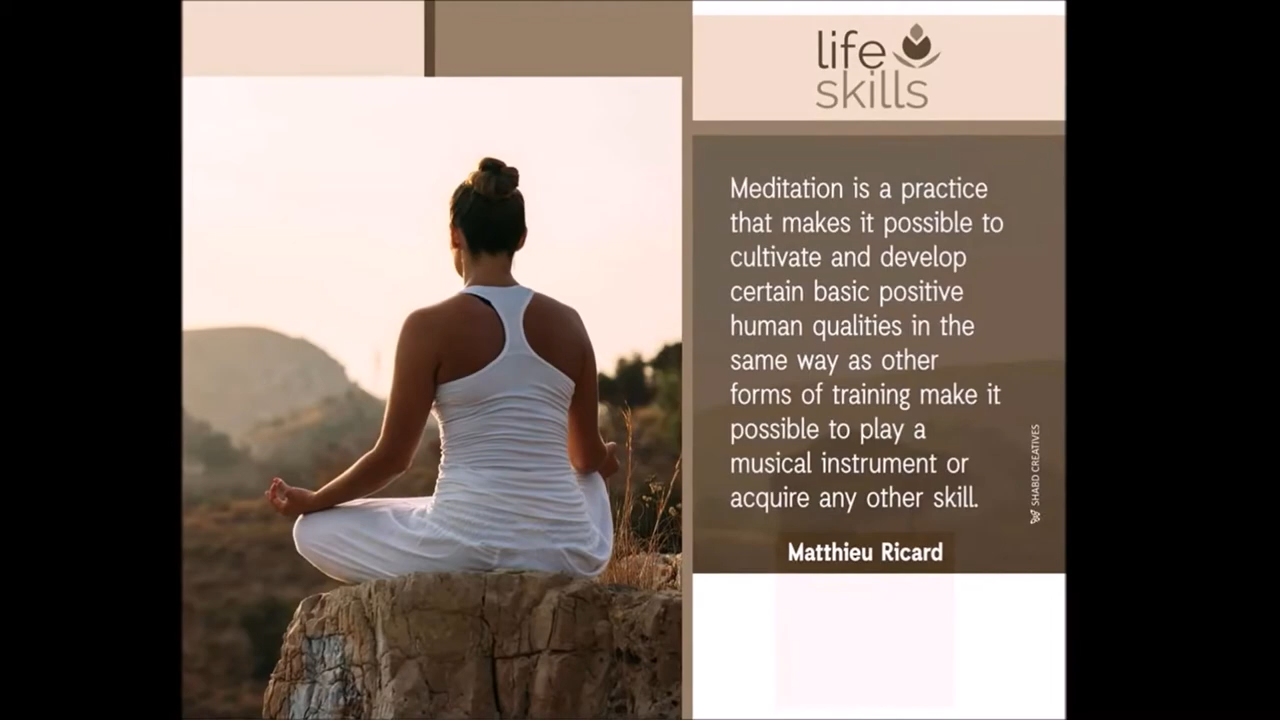 life
skills
Meditation is a practice
that makes it possible to
cultivate and develop
certain basic positive
human qualities in the
same way as other
forms of training make it
possible to play a
musical instrument or
acquire any other skill.
Matthieu Ricard
SHABD CREATIVES